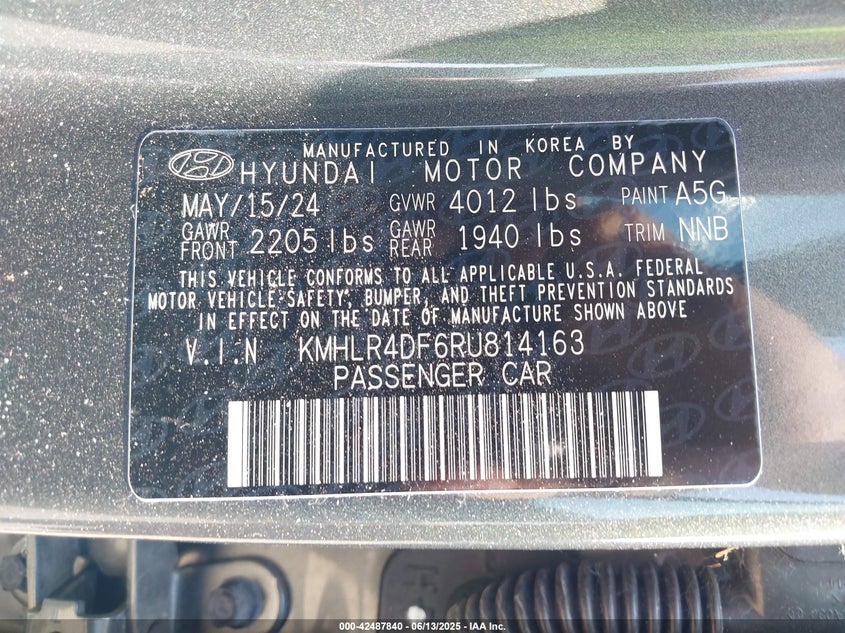 MANUFACTURED IN KOREA BY
HYUNDAI MOTOR COMPANY
MAY/15/24 GVWR 4012 lbs PAINT A5G
GAWR FRONT 2205 lbs GAWR REAR 1940 lbs TRIM NNB
THIS VEHICLE CONFORMS TO ALL APPLICABLE U.S.A. FEDERAL
MOTOR VEHICLE SAFETY, BUMPER, AND THEFT PREVENTION STANDARDS
IN EFFECT ON THE DATE OF MANUFACTURE SHOWN ABOVE
V.I.N KMHLR4DF6RU814163
PASSENGER CAR
000-42487840 - 06/13/2025 - IAA Inc.